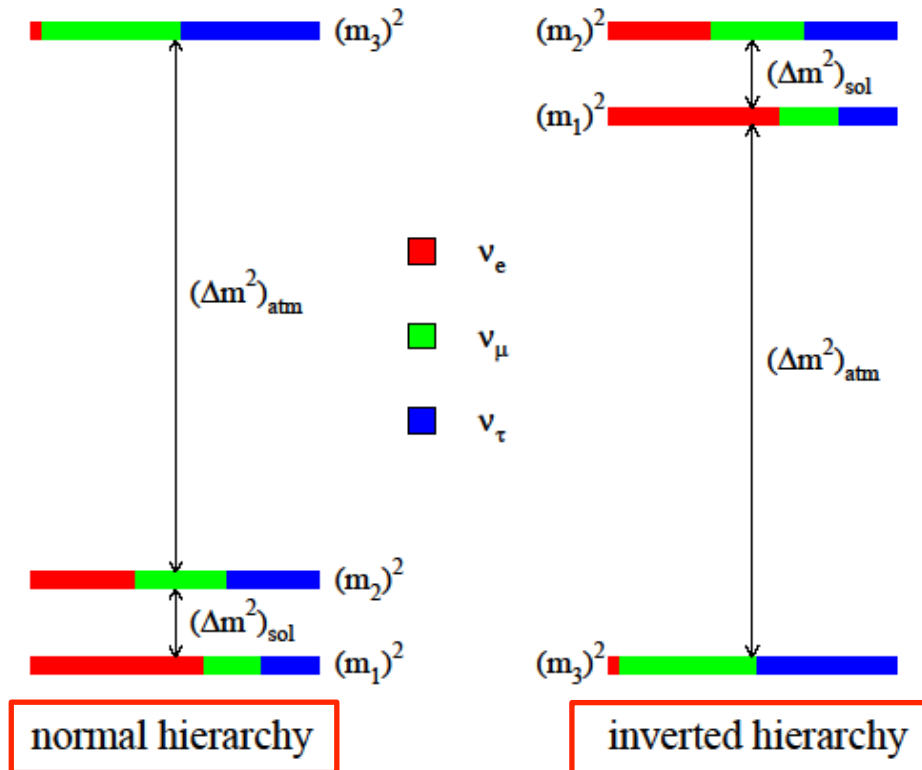 (m₃)²
(Δm²)atm
(m₂)²
(Δm²)sol
(m₁)²
normal hierarchy
νe
νμ
ντ
(m₂)²
(Δm²)sol
(m₁)²
(Δm²)atm
(m₃)²
inverted hierarchy